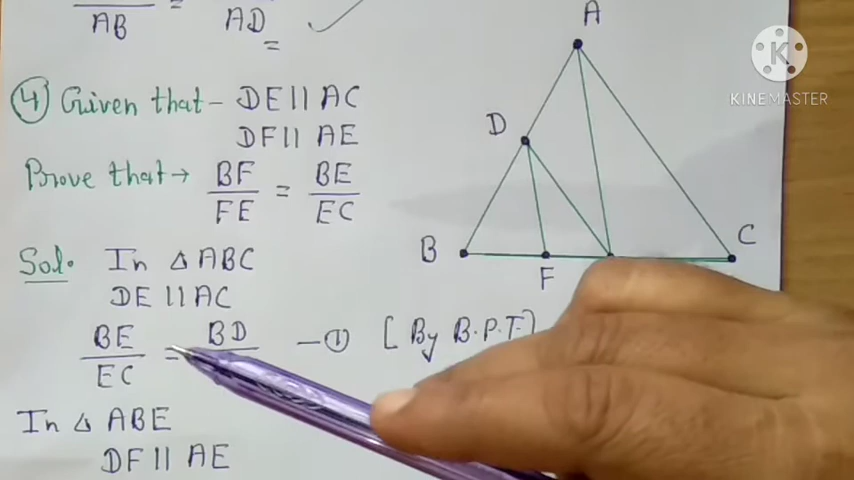 AB = AD =
④ Given that - DE || AC
DF || AE
Prove that → BF/FE = BE/EC
Sol. In △ ABC
DE || AC
BE/EC = BD — ① [By B.P.T.]
In △ ABE
DF || AE
A
D
B
F
C
K
KINEMASTER